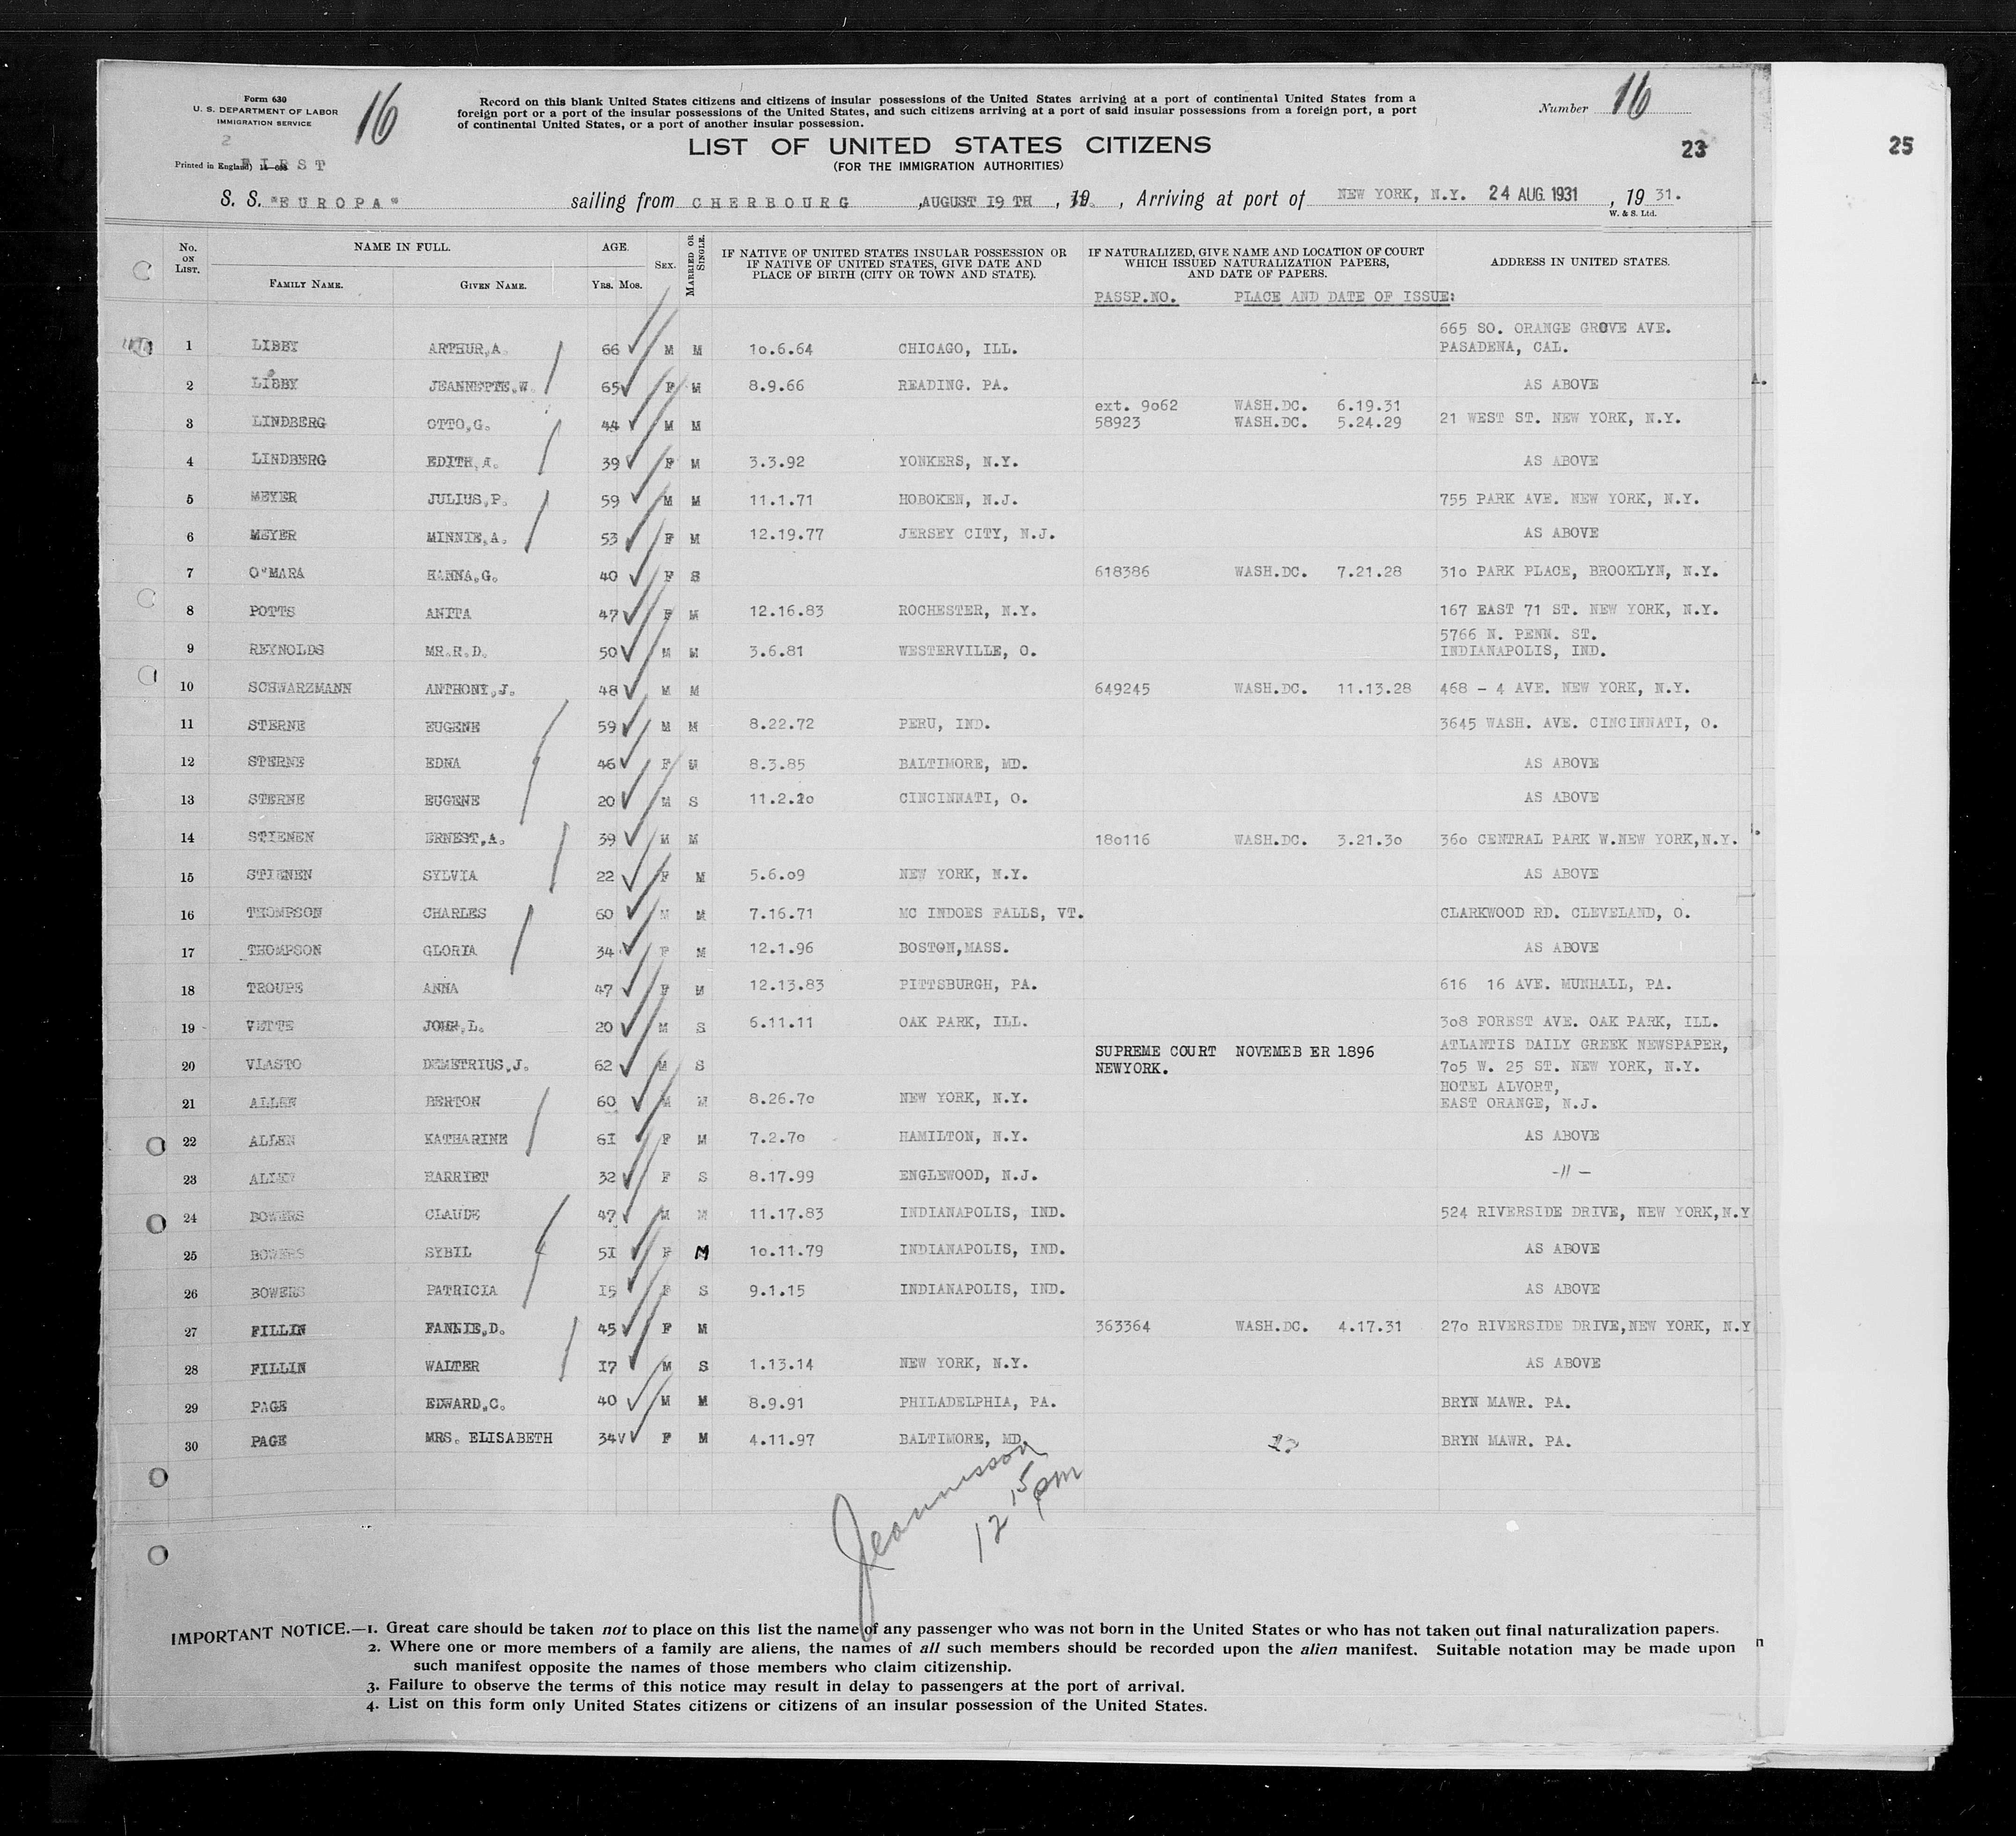 Form 630
U. S. DEPARTMENT OF LABOR
IMMIGRATION SERVICE
2
Printed in England) FIRST
16
Record on this blank United States citizens and citizens of insular possessions of the United States arriving at a port of continental United States from a
foreign port or a port of the insular possessions of the United States, and such citizens arriving at a port of said insular possessions from a foreign port, a port
of continental United States, or a port of another insular possession.
Number 16
LIST OF UNITED STATES CITIZENS
(FOR THE IMMIGRATION AUTHORITIES)
23
25
S. S. "EUROPA" sailing from CHERBOURG ,AUGUST I9 TH , 19 , Arriving at port of NEW YORK, N.Y. 24 AUG. 1931 , 19 31.
W. & S. Ltd.
No. ON LIST. NAME IN FULL. FAMILY NAME. GIVEN NAME. AGE. YRS. MOS. SEX. MARRIED OR SINGLE.
IF NATIVE OF UNITED STATES INSULAR POSSESSION OR
IF NATIVE OF UNITED STATES, GIVE DATE AND
PLACE OF BIRTH (CITY OR TOWN AND STATE).
IF NATURALIZED, GIVE NAME AND LOCATION OF COURT
WHICH ISSUED NATURALIZATION PAPERS,
AND DATE OF PAPERS.
PASSP.NO. PLACE AND DATE OF ISSUE:
ADDRESS IN UNITED STATES.
665 SO. ORANGE GROVE AVE.
1 LIBBY ARTHUR,A. 66 M M 1o.6.64 CHICAGO, ILL. PASADENA, CAL.
2 LIBBY JEANNETTE.W. 65 F M 8.9.66 READING. PA. AS ABOVE
ext. 9o62 WASH.DC. 6.19.31
3 LINDBERG OTTO,G. 44 M M 58923 WASH.DC. 5.24.29 21 WEST ST. NEW YORK, N.Y.
4 LINDBERG EDITH,A. 39 F M 3.3.92 YONKERS, N.Y. AS ABOVE
5 MEYER JULIUS,P. 59 M M 11.1.71 HOBOKEN, N.J. 755 PARK AVE. NEW YORK, N.Y.
6 MEYER MINNIE,A. 53 F M 12.19.77 JERSEY CITY, N.J. AS ABOVE
7 O'MARA HANNA,G. 40 F S 618386 WASH.DC. 7.21.28 31o PARK PLACE, BROOKLYN, N.Y.
8 POTTS ANITA 47 F M 12.16.83 ROCHESTER, N.Y. 167 EAST 71 ST. NEW YORK, N.Y.
5766 N. PENN. ST.
9 REYNOLDS MR.R.D. 50 M M 3.6.81 WESTERVILLE, O. INDIANAPOLIS, IND.
10 SCHWARZMANN ANTHONY,J. 48 M M 649245 WASH.DC. 11.13.28 468 - 4 AVE. NEW YORK, N.Y.
11 STERNE EUGENE 59 M M 8.22.72 PERU, IND. 3645 WASH. AVE. CINCINNATI, O.
12 STERNE EDNA 46 F M 8.3.85 BALTIMORE, MD. AS ABOVE
13 STERNE EUGENE 20 M S 11.2.1o CINCINNATI, O. AS ABOVE
14 STIENEN ERNEST,A. 39 M M 18o116 WASH.DC. 3.21.3o 36o CENTRAL PARK W.NEW YORK,N.Y.
15 STIENEN SYLVIA 22 F M 5.6.o9 NEW YORK, N.Y. AS ABOVE
16 THOMPSON CHARLES 60 M M 7.16.71 MC INDOES FALLS, VT. CLARKWOOD RD. CLEVELAND, O.
17 THOMPSON GLORIA 34 F M 12.1.96 BOSTON,MASS. AS ABOVE
18 TROUPE ANNA 47 F M 12.13.83 PITTSBURGH, PA. 616 16 AVE. MUNHALL, PA.
19 VETTE JOHN,L. 20 M S 6.11.11 OAK PARK, ILL. 3o8 FOREST AVE. OAK PARK, ILL.
SUPREME COURT NOVEMEB ER 1896 ATLANTIS DAILY GREEK NEWSPAPER,
20 VLASTO DEMETRIUS,J. 62 M S NEWYORK. 7o5 W. 25 ST. NEW YORK, N.Y.
HOTEL ALVORT,
21 ALLEN BERTON 60 M M 8.26.7o NEW YORK, N.Y. EAST ORANGE, N.J.
22 ALLEN KATHARINE 6I F M 7.2.7o HAMILTON, N.Y. AS ABOVE
23 ALLEN HARRIET 32 F S 8.17.99 ENGLEWOOD, N.J. -"-
24 BOWERS CLAUDE 47 M M 11.17.83 INDIANAPOLIS, IND. 524 RIVERSIDE DRIVE, NEW YORK,N.Y
25 BOWERS SYBIL 5I F M 1o.11.79 INDIANAPOLIS, IND. AS ABOVE
26 BOWERS PATRICIA I5 F S 9.1.15 INDIANAPOLIS, IND. AS ABOVE
27 FILLIN FANNIE,D. 45 F M 363364 WASH.DC. 4.17.31 27o RIVERSIDE DRIVE,NEW YORK, N.Y
28 FILLIN WALTER I7 M S 1.13.14 NEW YORK, N.Y. AS ABOVE
29 PAGE EDWARD,C. 40 M M 8.9.91 PHILADELPHIA, PA. BRYN MAWR. PA.
30 PAGE MRS. ELISABETH 34 F M 4.11.97 BALTIMORE, MD. BRYN MAWR. PA.
12 15 pm
IMPORTANT NOTICE.—1. Great care should be taken not to place on this list the name of any passenger who was not born in the United States or who has not taken out final naturalization papers.
2. Where one or more members of a family are aliens, the names of all such members should be recorded upon the alien manifest. Suitable notation may be made upon
such manifest opposite the names of those members who claim citizenship.
3. Failure to observe the terms of this notice may result in delay to passengers at the port of arrival.
4. List on this form only United States citizens or citizens of an insular possession of the United States.